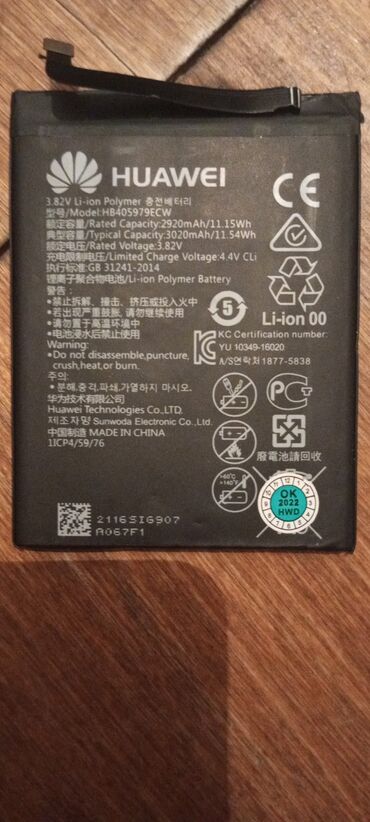 HUAWEI
CE
3.82V Li-ion Polymer 충전배터리
型号/Model:HB405979ECW
额定容量/Rated Capacity:2920mAh/11.15Wh
典型容量/Typical Capacity:3020mAh/11.54Wh
额定电压/Rated Voltage:3.82V
充电限制电压/Limited Charge Voltage:4.4V CLi
执行标准:GB 31241-2014
锂离子聚合物电池/Li-ion Polymer Battery
•禁止拆解、撞击、挤压或投入火中!
•若出现严重鼓胀、请勿继续使用!
•请勿置于高温环境中!
•电池浸水后禁止使用!
5
Li-ion 00
KC Certification number:
YU 10349-16020
A/S연락처 1877-5838
Warning:
•Do not disassemble,puncture,
crush,heat,or burn.
주의:
•분해,충격,파쇄,가열하지 마시오.
华为技术有限公司
Huawei Technologies Co.,LTD
제조자명 Sunwoda Electronic Co.,LTD
中国制造 MADE IN CHINA
1ICP4/59/76
廢電池請回收
+60°C
+140°F
OK
2022
HWD
2116SIG907
A067F1